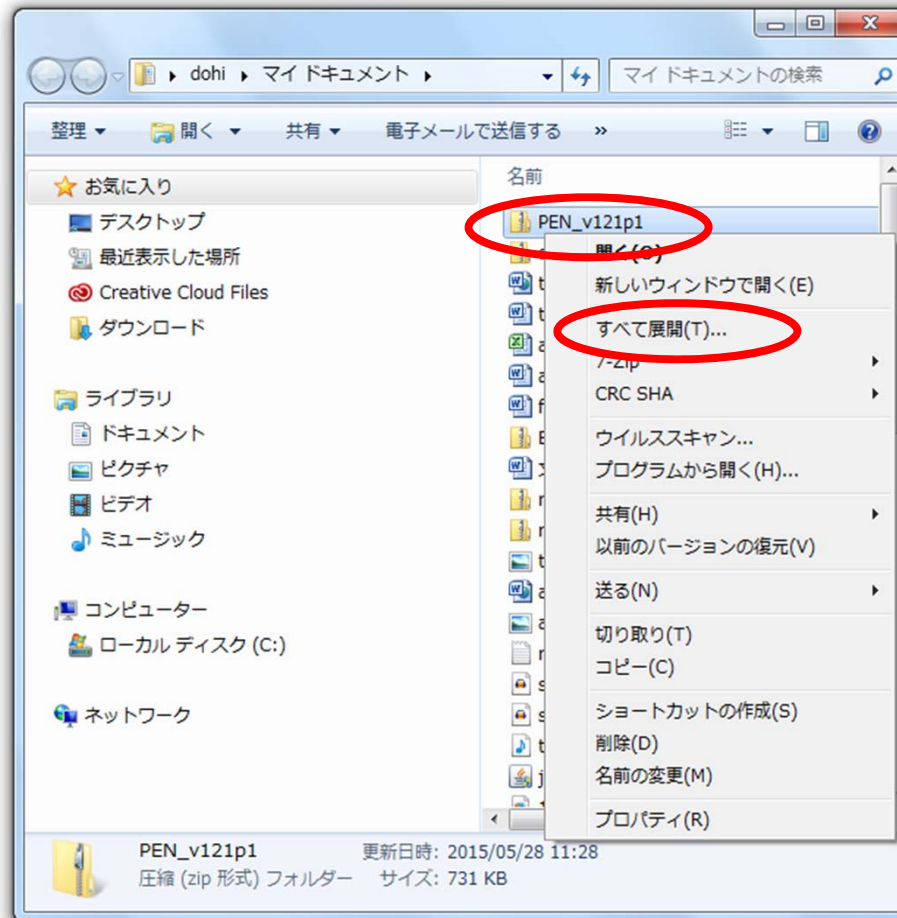 dohi マイ ドキュメント
マイ ドキュメントの検索
整理 開く 共有 電子メールで送信する »
お気に入り
デスクトップ
最近表示した場所
Creative Cloud Files
ダウンロード
ライブラリ
ドキュメント
ピクチャ
ビデオ
ミュージック
コンピューター
ローカル ディスク (C:)
ネットワーク
名前
PEN_v121p1
開く(O)
新しいウィンドウで開く(E)
すべて展開(T)...
7-Zip
CRC SHA
ウイルススキャン...
プログラムから開く(H)...
共有(H)
以前のバージョンの復元(V)
送る(N)
切り取り(T)
コピー(C)
ショートカットの作成(S)
削除(D)
名前の変更(M)
プロパティ(R)
PEN_v121p1 更新日時: 2015/05/28 11:28
圧縮 (zip 形式) フォルダー サイズ: 731 KB